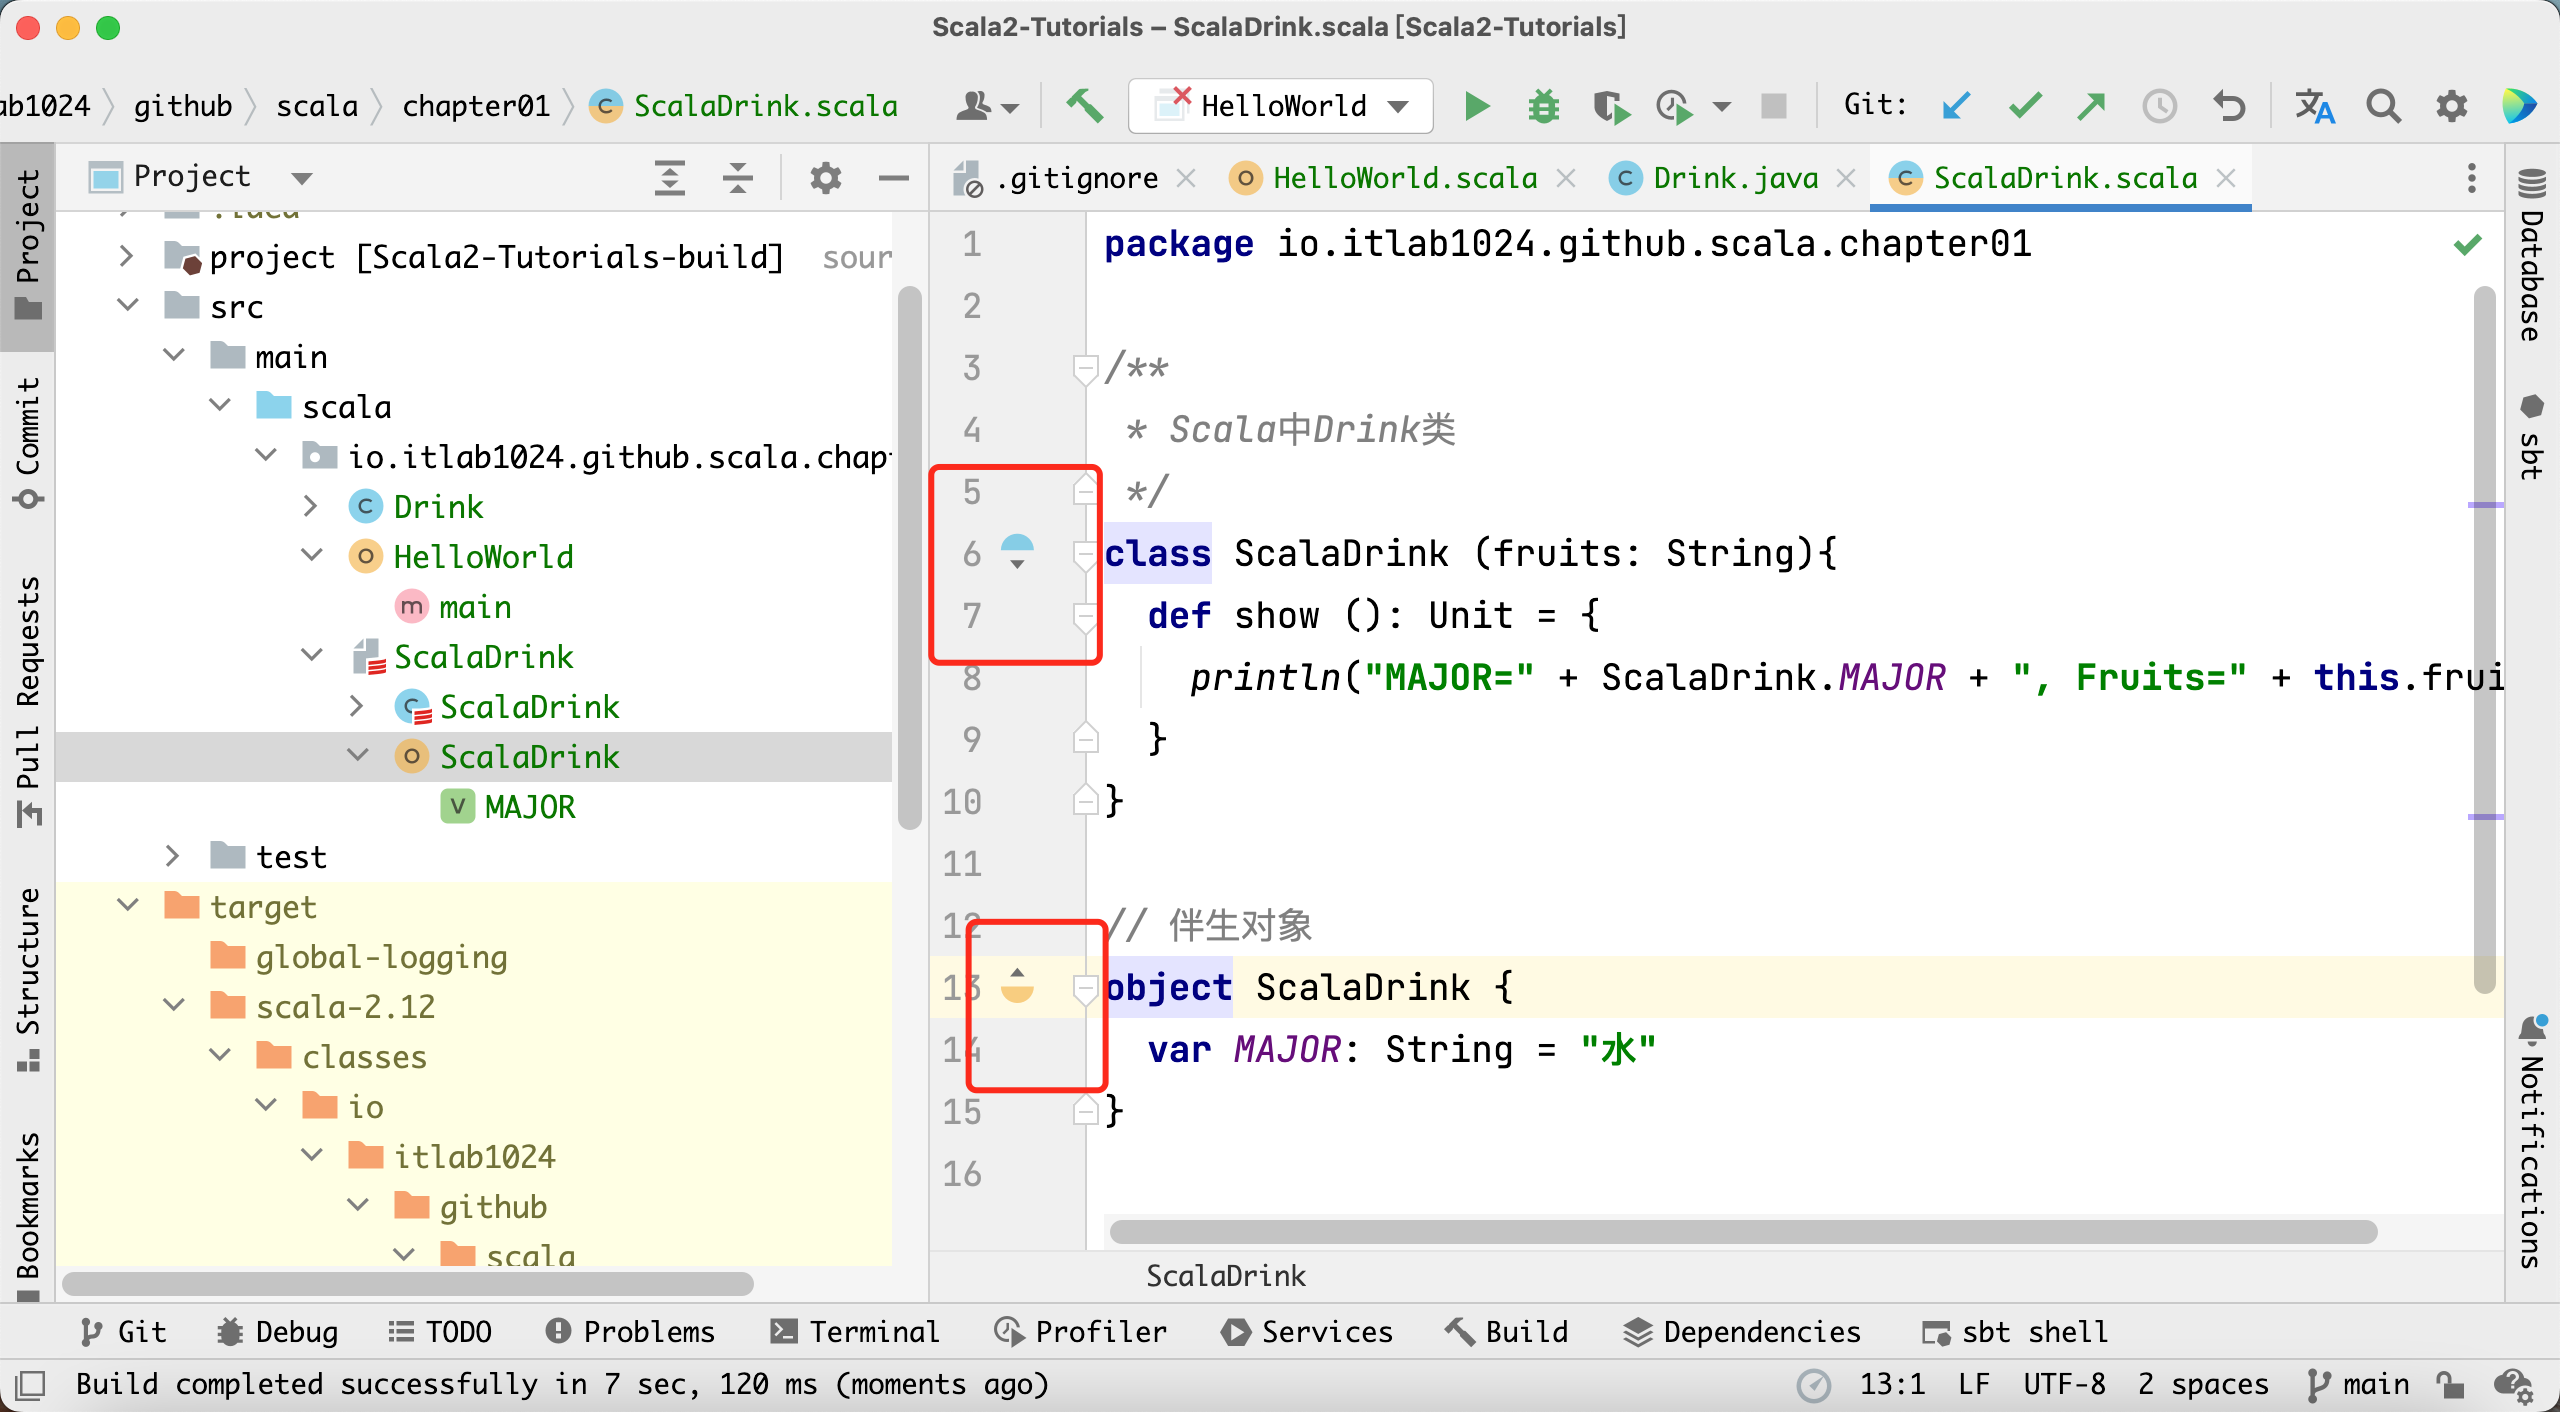 Scala2-Tutorials – ScalaDrink.scala [Scala2-Tutorials]
ab1024 github scala chapter01 ScalaDrink.scala
HelloWorld
Git:
Project
.gitignore HelloWorld.scala Drink.java ScalaDrink.scala
.idea
project [Scala2-Tutorials-build] sour
src
main
scala
io.itlab1024.github.scala.chap
Drink
HelloWorld
main
ScalaDrink
ScalaDrink
ScalaDrink
MAJOR
test
target
global-logging
scala-2.12
classes
io
itlab1024
github
scala
Project
Commit
Pull Requests
Structure
Bookmarks
1 package io.itlab1024.github.scala.chapter01
2
3 /**
4 * Scala中Drink类
5 */
6 class ScalaDrink (fruits: String){
7 def show (): Unit = {
8 println("MAJOR=" + ScalaDrink.MAJOR + ", Fruits=" + this.frui
9 }
10 }
11
12 // 伴生对象
13 object ScalaDrink {
14 var MAJOR: String = "水"
15 }
16
ScalaDrink
Database
sbt
Notifications
Git Debug TODO Problems Terminal Profiler Services Build Dependencies sbt shell
Build completed successfully in 7 sec, 120 ms (moments ago) 13:1 LF UTF-8 2 spaces main